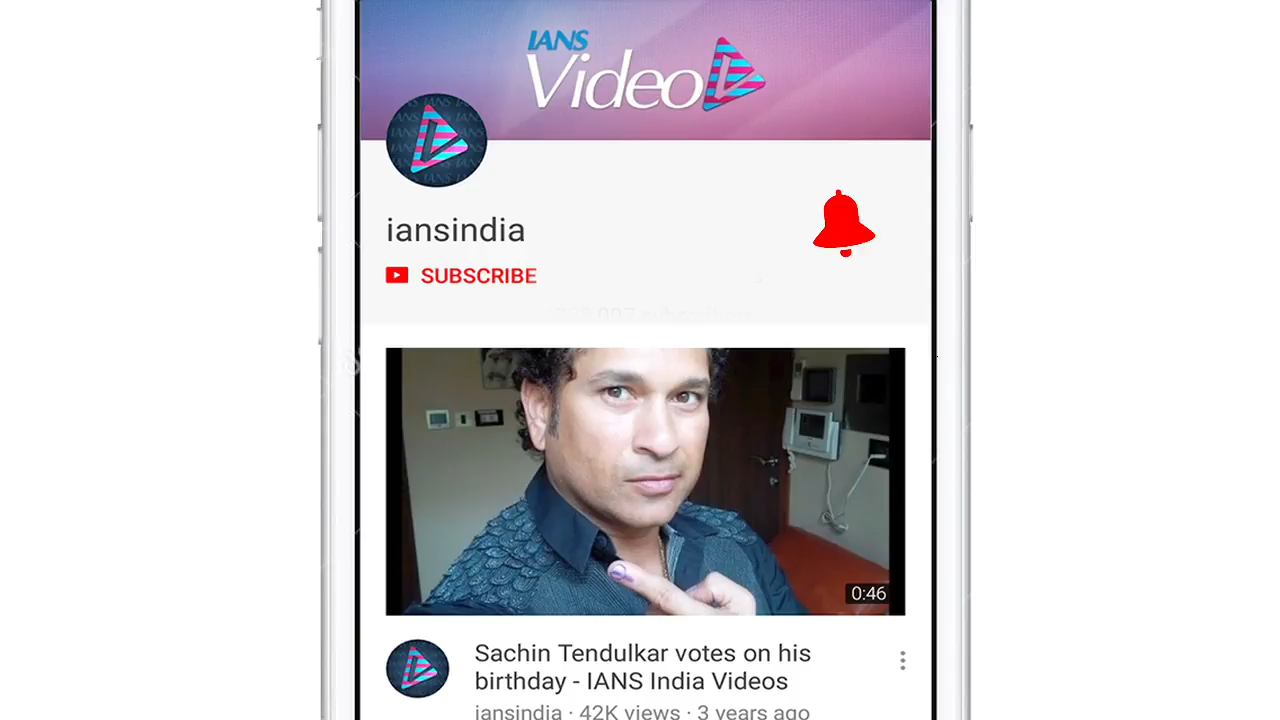 IANS
Video
iansindia
SUBSCRIBE
0:46
Sachin Tendulkar votes on his
birthday - IANS India Videos
iansindia · 42K views · 3 years ago